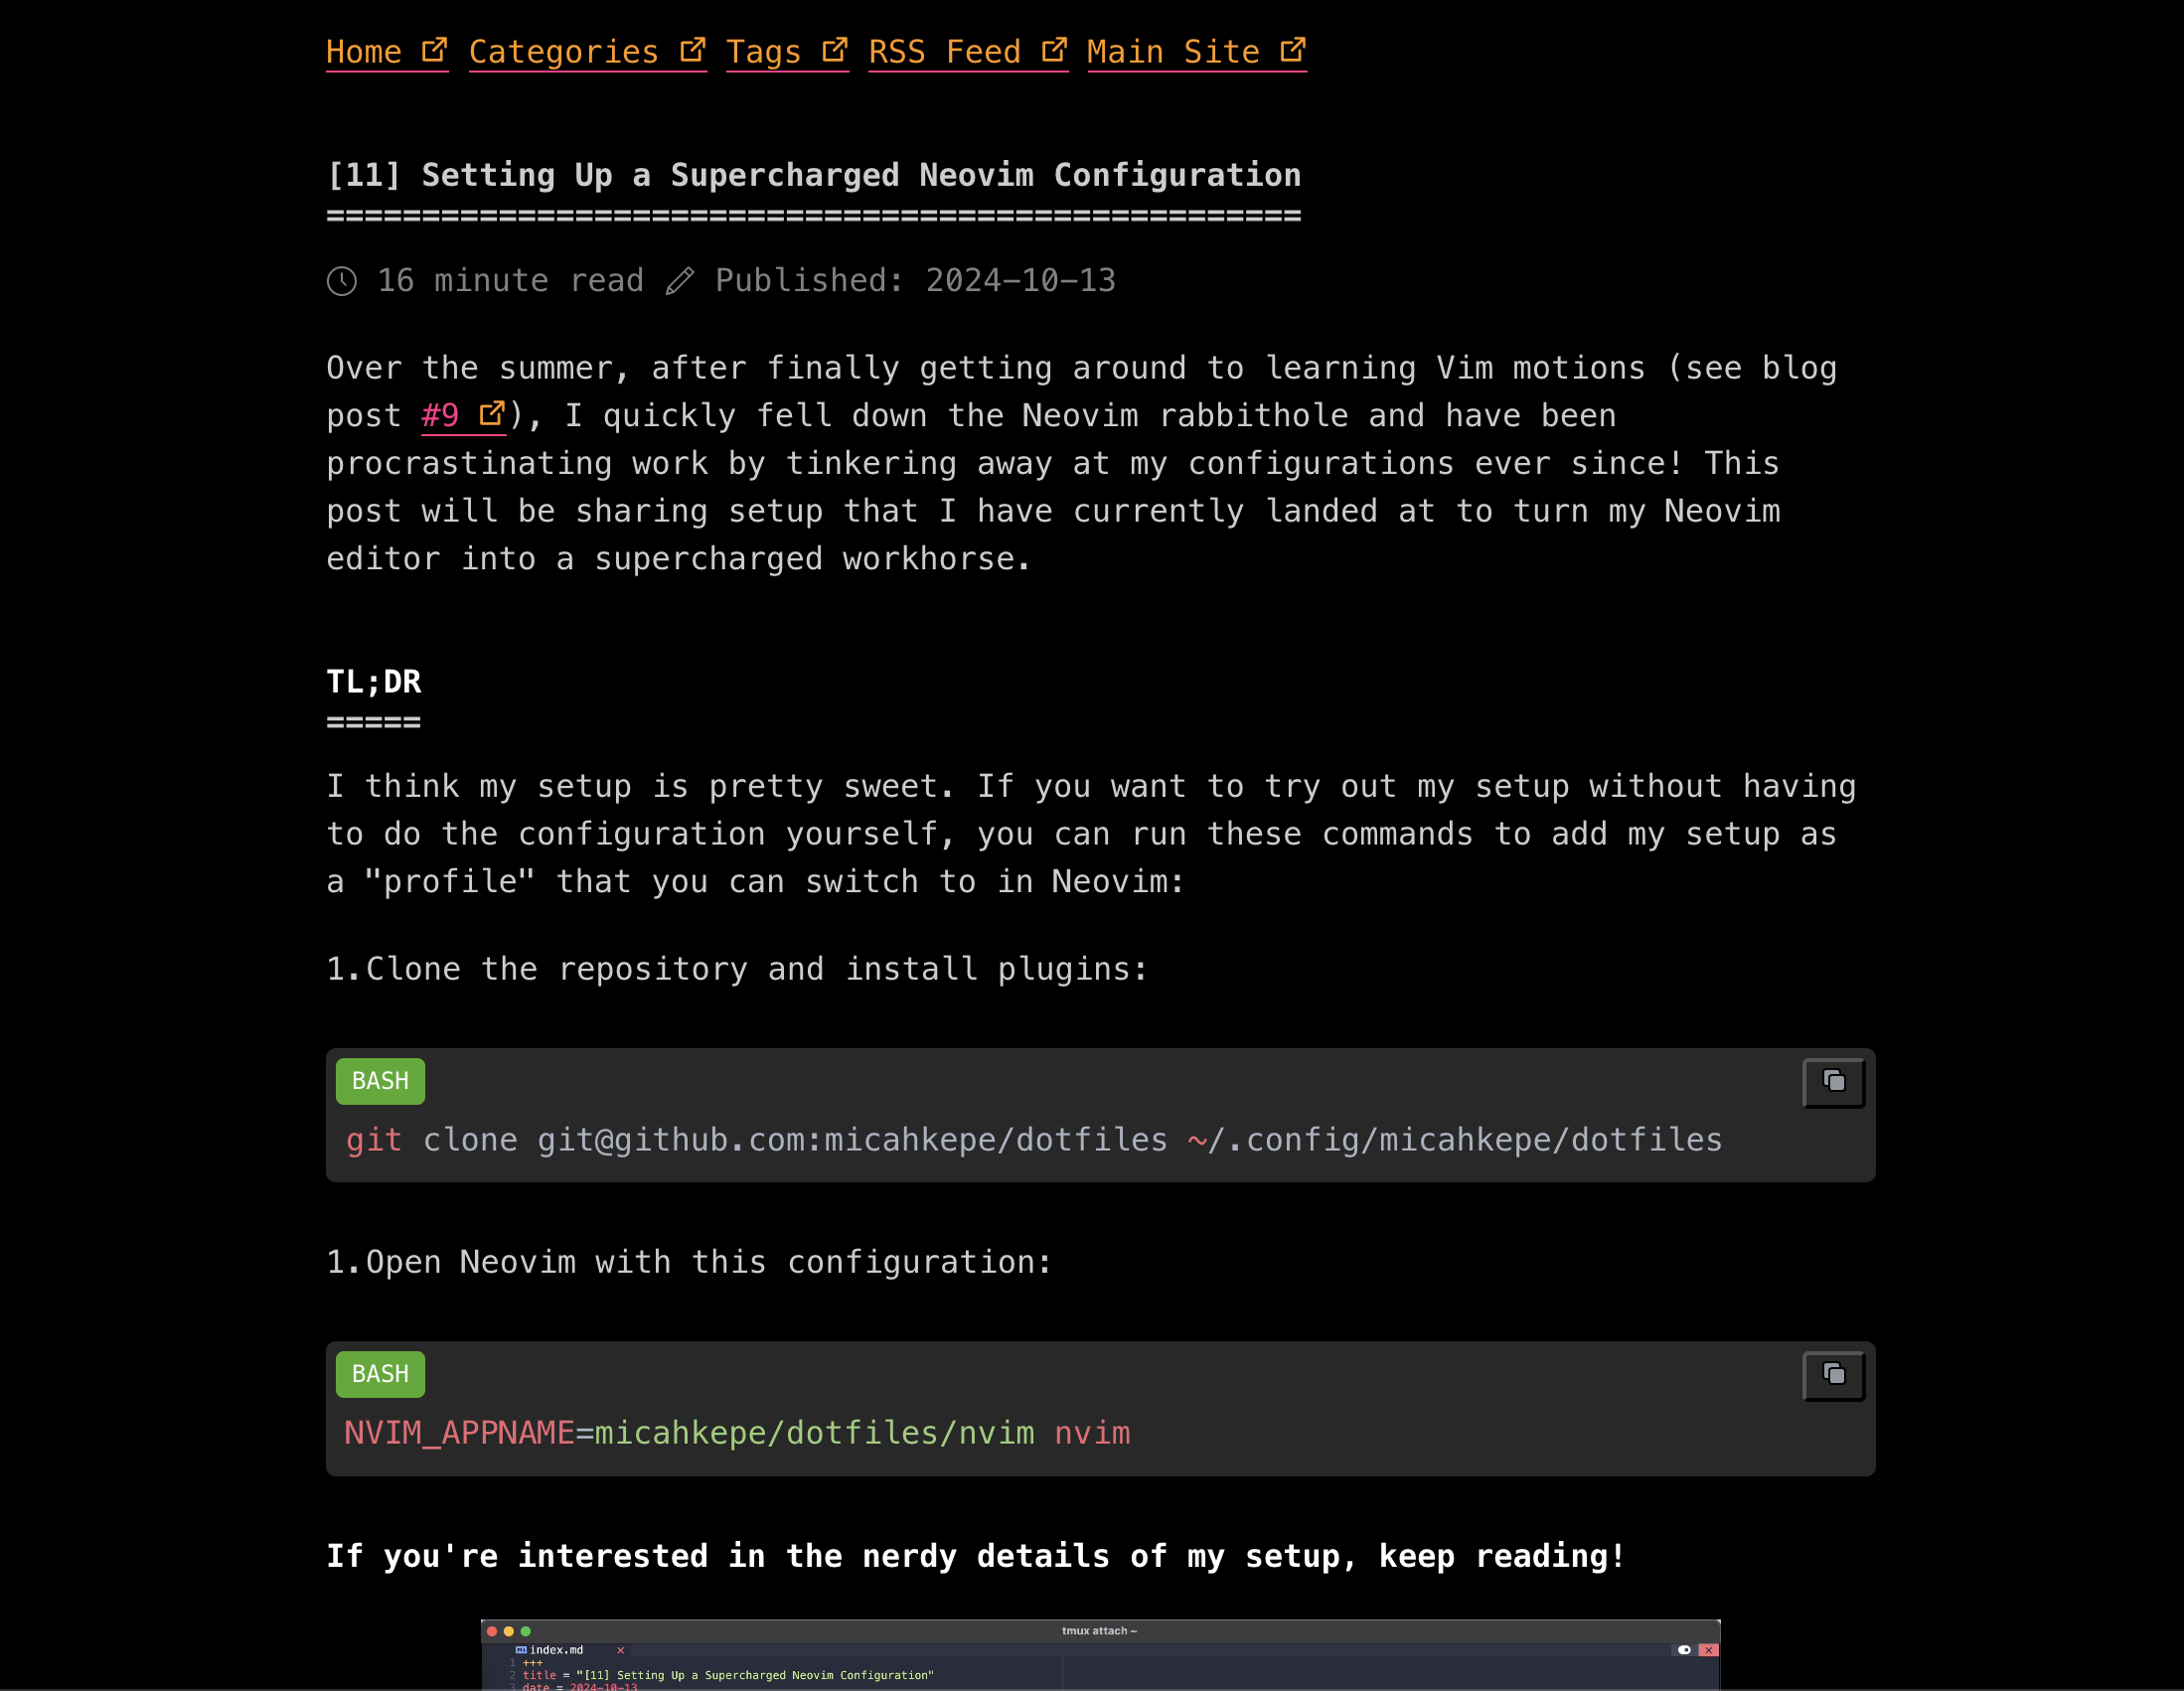 Home Categories Tags RSS Feed Main Site
[11] Setting Up a Supercharged Neovim Configuration
===================================================
16 minute read Published: 2024-10-13
Over the summer, after finally getting around to learning Vim motions (see blog
post #9 ), I quickly fell down the Neovim rabbithole and have been
procrastinating work by tinkering away at my configurations ever since! This
post will be sharing setup that I have currently landed at to turn my Neovim
editor into a supercharged workhorse.
TL;DR
=====
I think my setup is pretty sweet. If you want to try out my setup without having
to do the configuration yourself, you can run these commands to add my setup as
a "profile" that you can switch to in Neovim:
1.Clone the repository and install plugins:
BASH
git clone git@github.com:micahkepe/dotfiles ~/.config/micahkepe/dotfiles
1.Open Neovim with this configuration:
BASH
NVIM_APPNAME=micahkepe/dotfiles/nvim nvim
If you're interested in the nerdy details of my setup, keep reading!
tmux attach ~
index.md ×
1 +++
2 title = "[11] Setting Up a Supercharged Neovim Configuration"
3 date = 2024-10-13